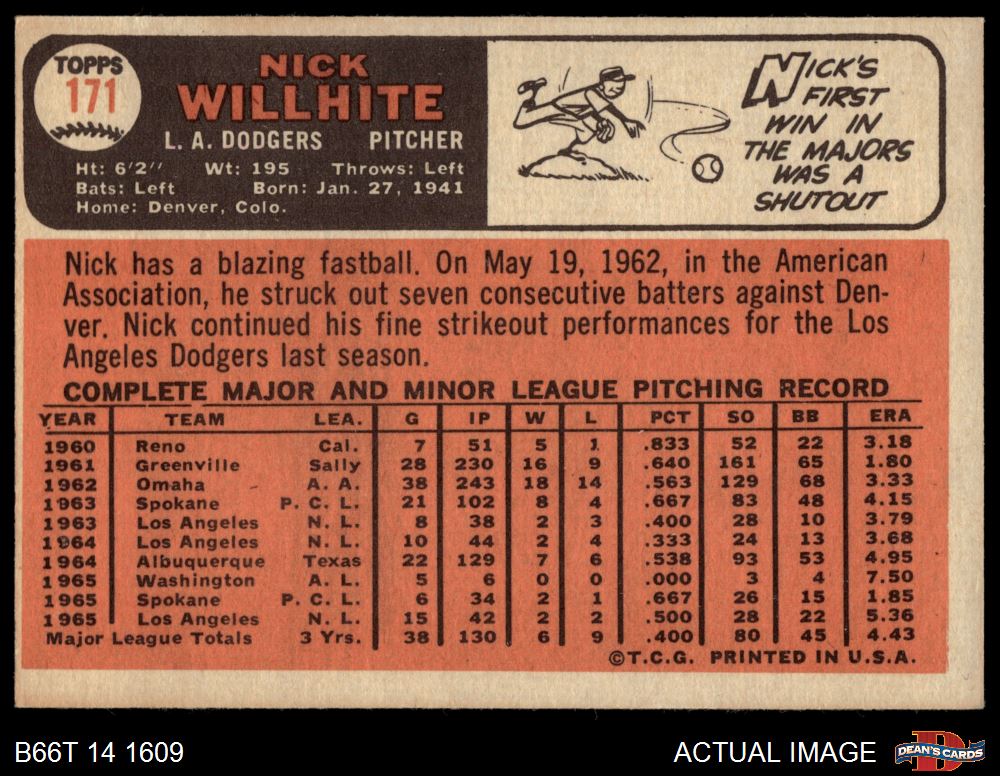 TOPPS
171
NICK
WILLHITE
L. A. DODGERS PITCHER
Ht: 6'2" Wt: 195 Throws: Left
Bats: Left Born: Jan. 27, 1941
Home: Denver, Colo.
NICK'S
FIRST
WIN IN
THE MAJORS
WAS A
SHUTOUT
Nick has a blazing fastball. On May 19, 1962, in the American
Association, he struck out seven consecutive batters against Den-
ver. Nick continued his fine strikeout performances for the Los
Angeles Dodgers last season.
COMPLETE MAJOR AND MINOR LEAGUE PITCHING RECORD
YEAR TEAM LEA. G IP W L PCT SO BB ERA
1960 Reno Cal. 7 51 5 1 .833 52 22 3.18
1961 Greenville Sally 28 230 16 9 .640 161 65 1.80
1962 Omaha A. A. 38 243 18 14 .563 129 68 3.33
1963 Spokane P. C. L. 21 102 8 4 .667 83 48 4.15
1963 Los Angeles N. L. 8 38 2 3 .400 28 10 3.79
1964 Los Angeles N. L. 10 44 2 4 .333 24 13 3.68
1964 Albuquerque Texas 22 129 7 6 .538 93 53 4.95
1965 Washington A. L. 5 6 0 0 .000 3 4 7.50
1965 Spokane P. C. L. 6 34 2 1 .667 26 15 1.85
1965 Los Angeles N. L. 15 42 2 2 .500 28 22 5.36
Major League Totals 3 Yrs. 38 130 6 9 .400 80 45 4.43
©T.C.G. PRINTED IN U.S.A.
B66T 14 1609
ACTUAL IMAGE
D
DEAN'S CARDS